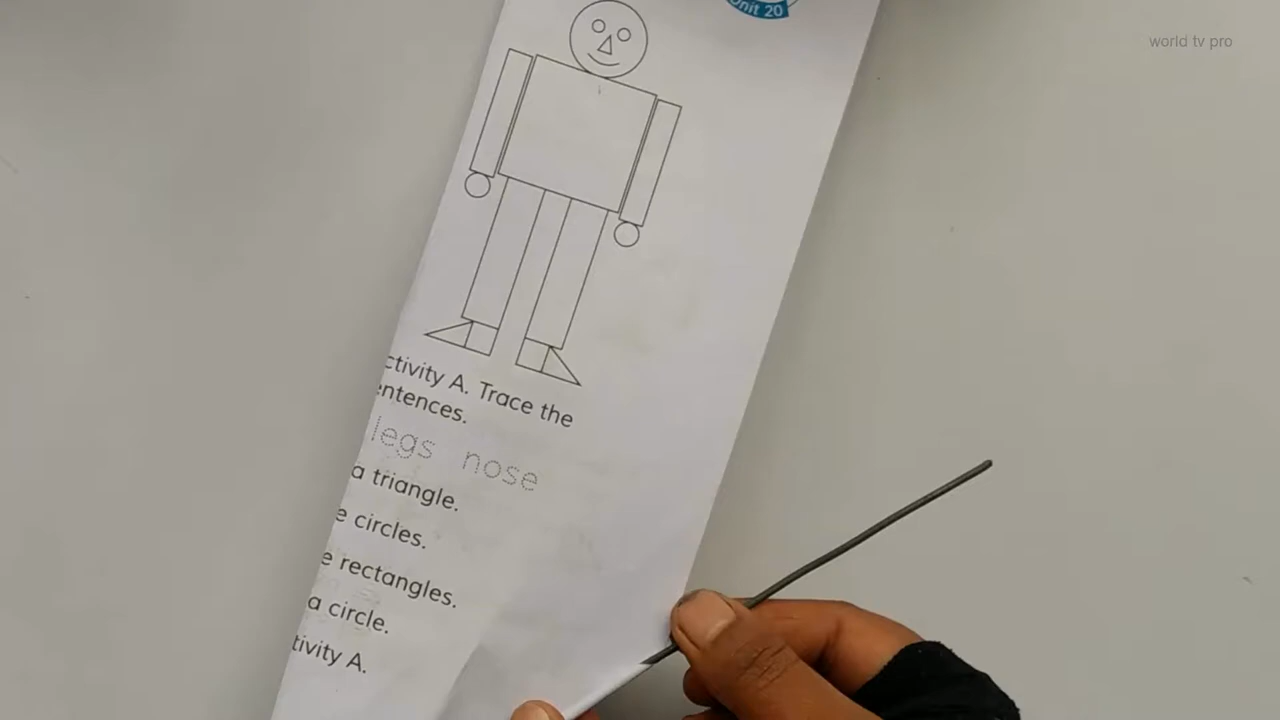 Unit 20
world tv pro
ctivity A. Trace the
entences.
legs nose
a triangle.
e circles.
e rectangles.
a circle.
tivity A.